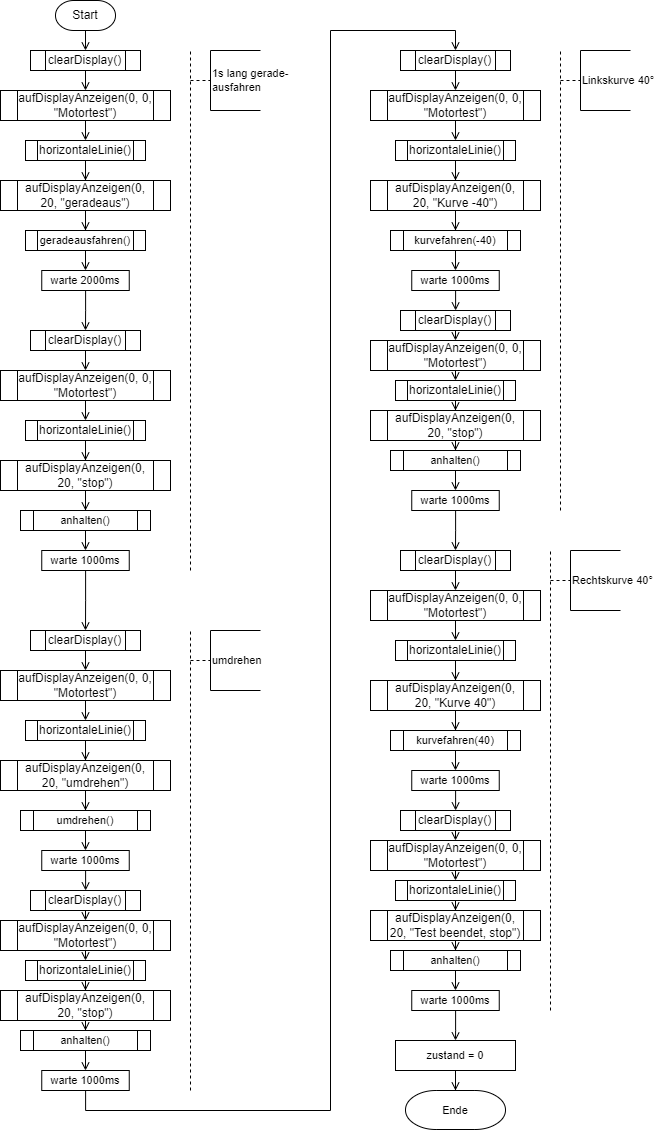 Start
clearDisplay()
1s lang gerade-
ausfahren
aufDisplayAnzeigen(0, 0,
"Motortest")
horizontaleLinie()
aufDisplayAnzeigen(0,
20, "geradeaus")
geradeausfahren()
warte 2000ms
clearDisplay()
aufDisplayAnzeigen(0, 0,
"Motortest")
horizontaleLinie()
aufDisplayAnzeigen(0,
20, "stop")
anhalten()
warte 1000ms
clearDisplay()
umdrehen
aufDisplayAnzeigen(0, 0,
"Motortest")
horizontaleLinie()
aufDisplayAnzeigen(0,
20, "umdrehen")
umdrehen()
warte 1000ms
clearDisplay()
aufDisplayAnzeigen(0, 0,
"Motortest")
horizontaleLinie()
aufDisplayAnzeigen(0,
20, "stop")
anhalten()
warte 1000ms
clearDisplay()
Linkskurve 40°
aufDisplayAnzeigen(0, 0,
"Motortest")
horizontaleLinie()
aufDisplayAnzeigen(0,
20, "Kurve -40")
kurvefahren(-40)
warte 1000ms
clearDisplay()
aufDisplayAnzeigen(0, 0,
"Motortest")
horizontaleLinie()
aufDisplayAnzeigen(0,
20, "stop")
anhalten()
warte 1000ms
clearDisplay()
Rechtskurve 40°
aufDisplayAnzeigen(0, 0,
"Motortest")
horizontaleLinie()
aufDisplayAnzeigen(0,
20, "Kurve 40")
kurvefahren(40)
warte 1000ms
clearDisplay()
aufDisplayAnzeigen(0, 0,
"Motortest")
horizontaleLinie()
aufDisplayAnzeigen(0,
20, "Test beendet, stop")
anhalten()
warte 1000ms
zustand = 0
Ende